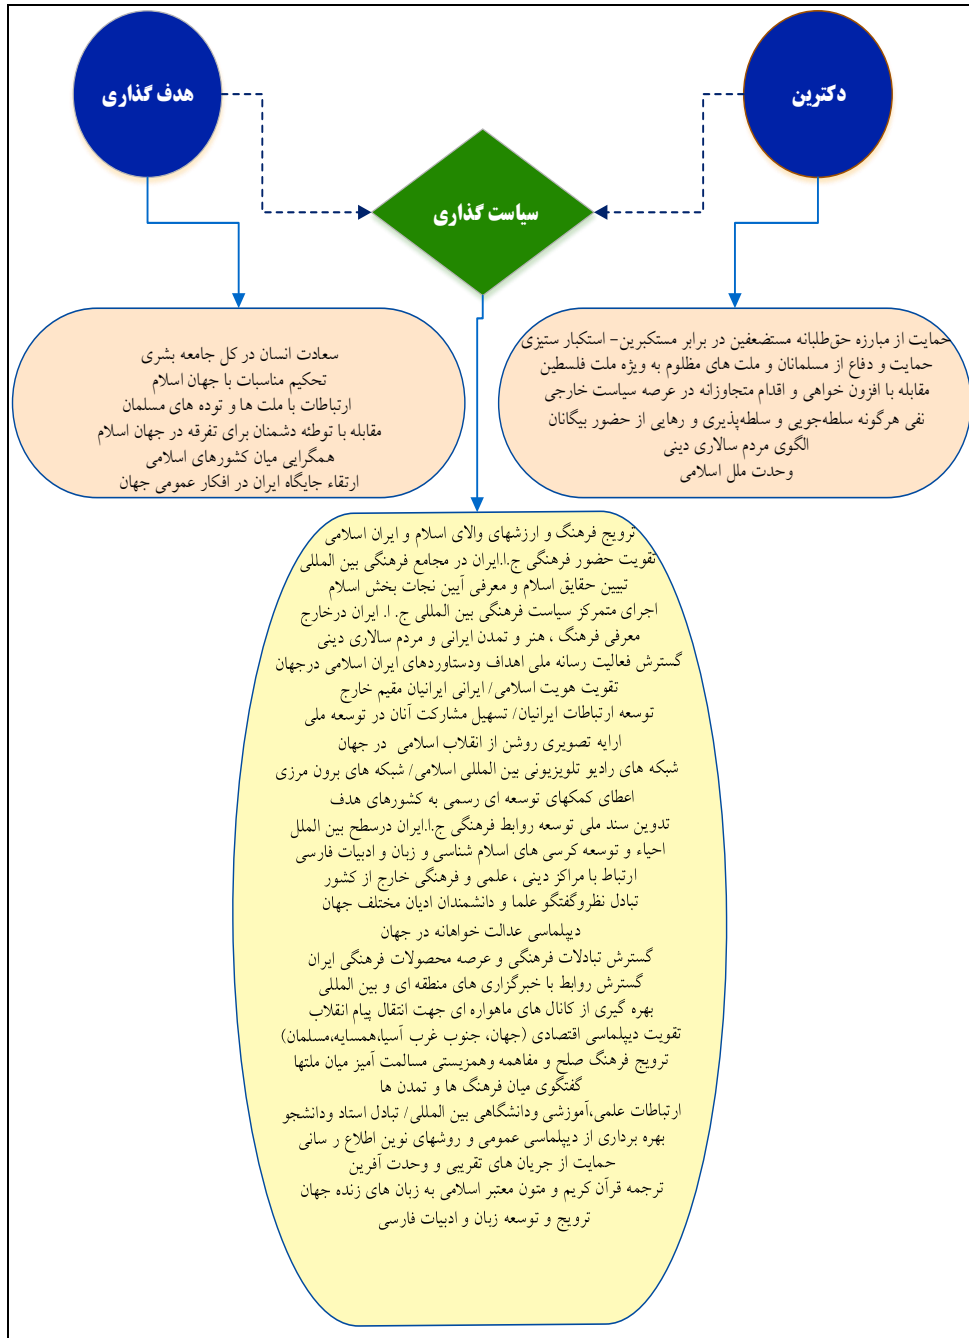 دکترین
هدف گذاری
سیاست گذاری
حمایت از مبارزه حق‌طلبانه مستضعفین در برابر مستکبرین- استکبار ستیزی
حمایت و دفاع از مسلمانان و ملت های مظلوم به ویژه ملت فلسطین
مقابله با افزون خواهی و اقدام متجاوزانه در عرصه سیاست خارجی
نفی هرگونه سلطه‌جویی و سلطه‌پذیری و رهایی از حضور بیگانان
الگوی مردم سالاری دینی
وحدت ملل اسلامی
سعادت انسان در کل جامعه بشری
تحکیم مناسبات با جهان اسلام
ارتباطات با ملت ها و توده های مسلمان
مقابله با توطئه دشمنان برای تفرقه در جهان اسلام
همگرایی میان کشورهای اسلامی
ارتقاء جایگاه ایران در افکار عمومی جهان
ترویج فرهنگ و ارزشهای والای اسلام و ایران اسلامی
تقویت حضور فرهنگی ج.ا.ایران در مجامع فرهنگی بین المللی
تبیین حقایق اسلام و معرفی آیین نجات بخش اسلام
اجرای متمرکز سیاست فرهنگی بین المللی ج. ا. ایران درخارج
معرفی فرهنگ ، هنر و تمدن ایرانی و مردم سالاری دینی
گسترش فعالیت رسانه ملی اهداف ودستاوردهای ایران اسلامی درجهان
تقویت هویت اسلامی/ ایرانی ایرانیان مقیم خارج
توسعه ارتباطات ایرانیان/ تسهیل مشارکت آنان در توسعه ملی
ارایه تصویری روشن از انقلاب اسلامی در جهان
شبکه های رادیو تلویزیونی بین المللی اسلامی/ شبکه های برون مرزی
اعطای کمکهای توسعه ای رسمی به کشورهای هدف
تدوین سند ملی توسعه روابط فرهنگی ج.ا.ایران درسطح بین الملل
احیاء و توسعه کرسی های اسلام شناسی و زبان و ادبیات فارسی
ارتباط با مراکز دینی ، علمی و فرهنگی خارج از کشور
تبادل نظروگفتگو علما و دانشمندان ادیان مختلف جهان
دیپلماسی عدالت خواهانه در جهان
گسترش تبادلات فرهنگی و عرصه محصولات فرهنگی ایران
گسترش روابط با خبرگزاری های منطقه ای و بین المللی
بهره گیری از کانال های ماهواره ای جهت انتقال پیام انقلاب
تقویت دیپلماسی اقتصادی (جهان، جنوب غرب آسیا،همسایه،مسلمان)
ترویج فرهنگ صلح و مفاهمه وهمزیستی مسالمت آمیز میان ملتها
گفتگوی میان فرهنگ ها و تمدن ها
ارتباطات علمی،آموزشی ودانشگاهی بین المللی/ تبادل استاد ودانشجو
بهره برداری از دیپلماسی عمومی و روشهای نوین اطلاع ر سانی
حمایت از جریان های تقریبی و وحدت آفرین
ترجمه قرآن کریم و متون معتبر اسلامی به زبان های زنده جهان
ترویج و توسعه زبان و ادبیات فارسی